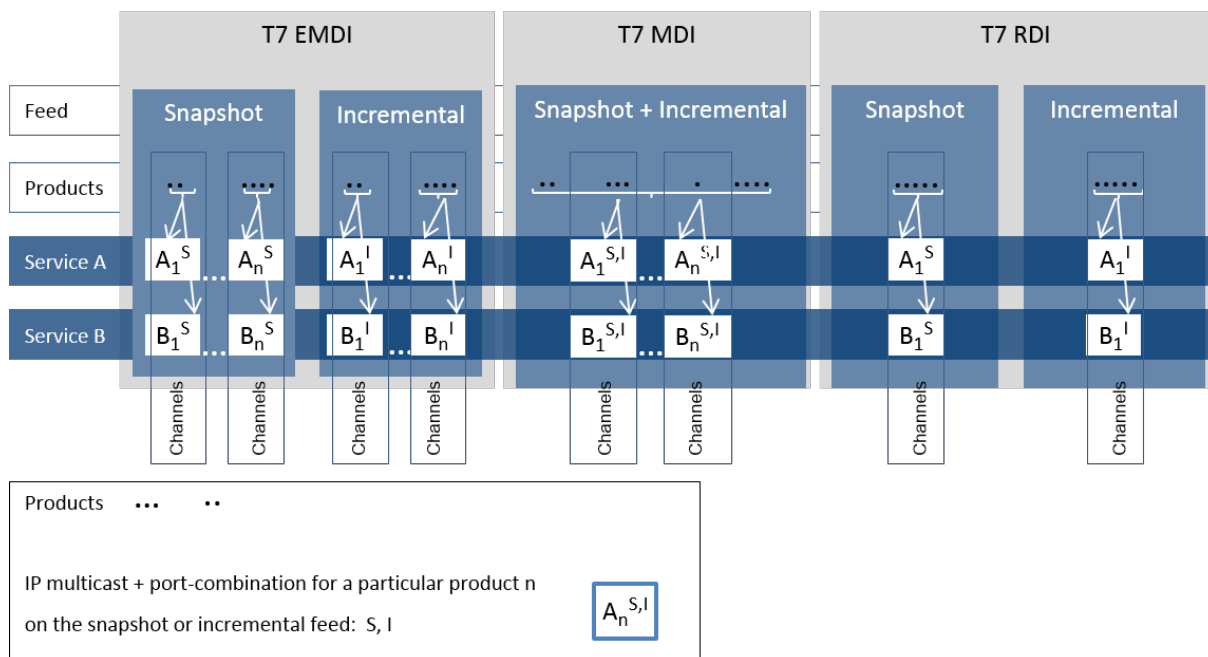 T7 EMDI T7 MDI T7 RDI
Feed Snapshot Incremental Snapshot + Incremental Snapshot Incremental
Products
Service A A₁ˢ ... Aₙˢ A₁ᴵ ... Aₙᴵ A₁ˢ,ᴵ ... Aₙˢ,ᴵ A₁ˢ A₁ᴵ
Service B B₁ˢ ... Bₙˢ B₁ᴵ ... Bₙᴵ B₁ˢ,ᴵ ... Bₙˢ,ᴵ B₁ˢ B₁ᴵ
Channels Channels Channels Channels Channels Channels Channels Channels
Products ... ..
IP multicast + port-combination for a particular product n
on the snapshot or incremental feed: S, I
Aₙˢ,ᴵ